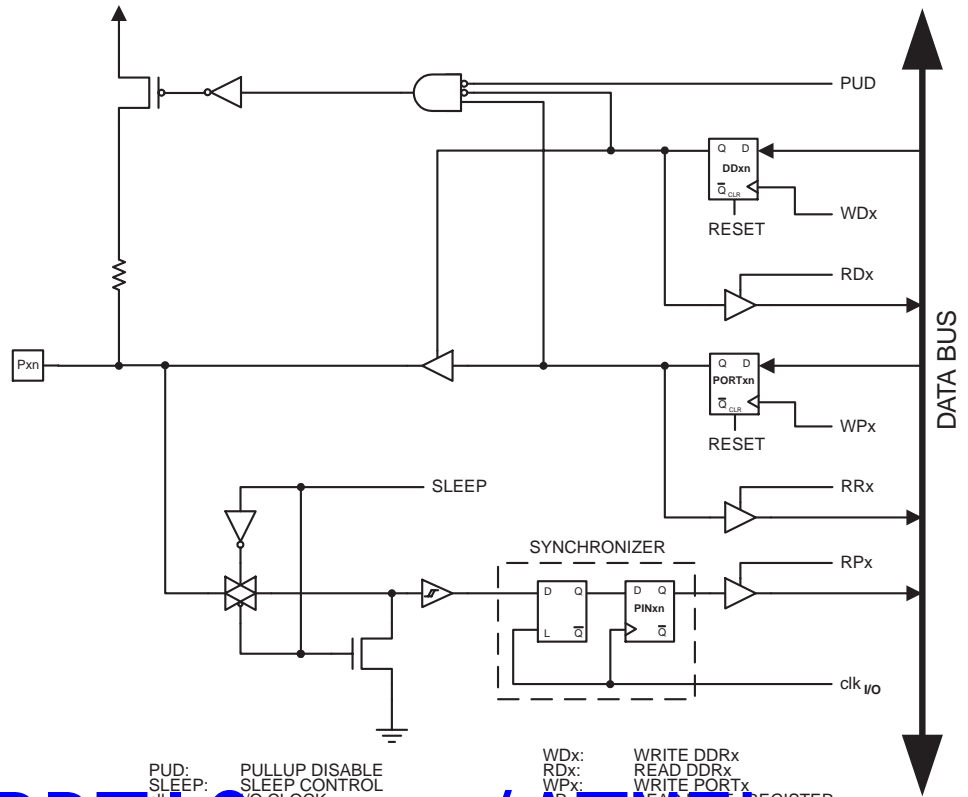 PUD
Q D
DDxn
Q CLR
WDx
RESET
RDx
Pxn
Q D
PORTxn
Q CLR
WPx
RESET
DATA BUS
SLEEP
RRx
SYNCHRONIZER
RPx
D Q
L Q
D Q
PINxn
Q
clk I/O
PUD: PULLUP DISABLE
SLEEP: SLEEP CONTROL
WDx: WRITE DDRx
RDx: READ DDRx
WPx: WRITE PORTx